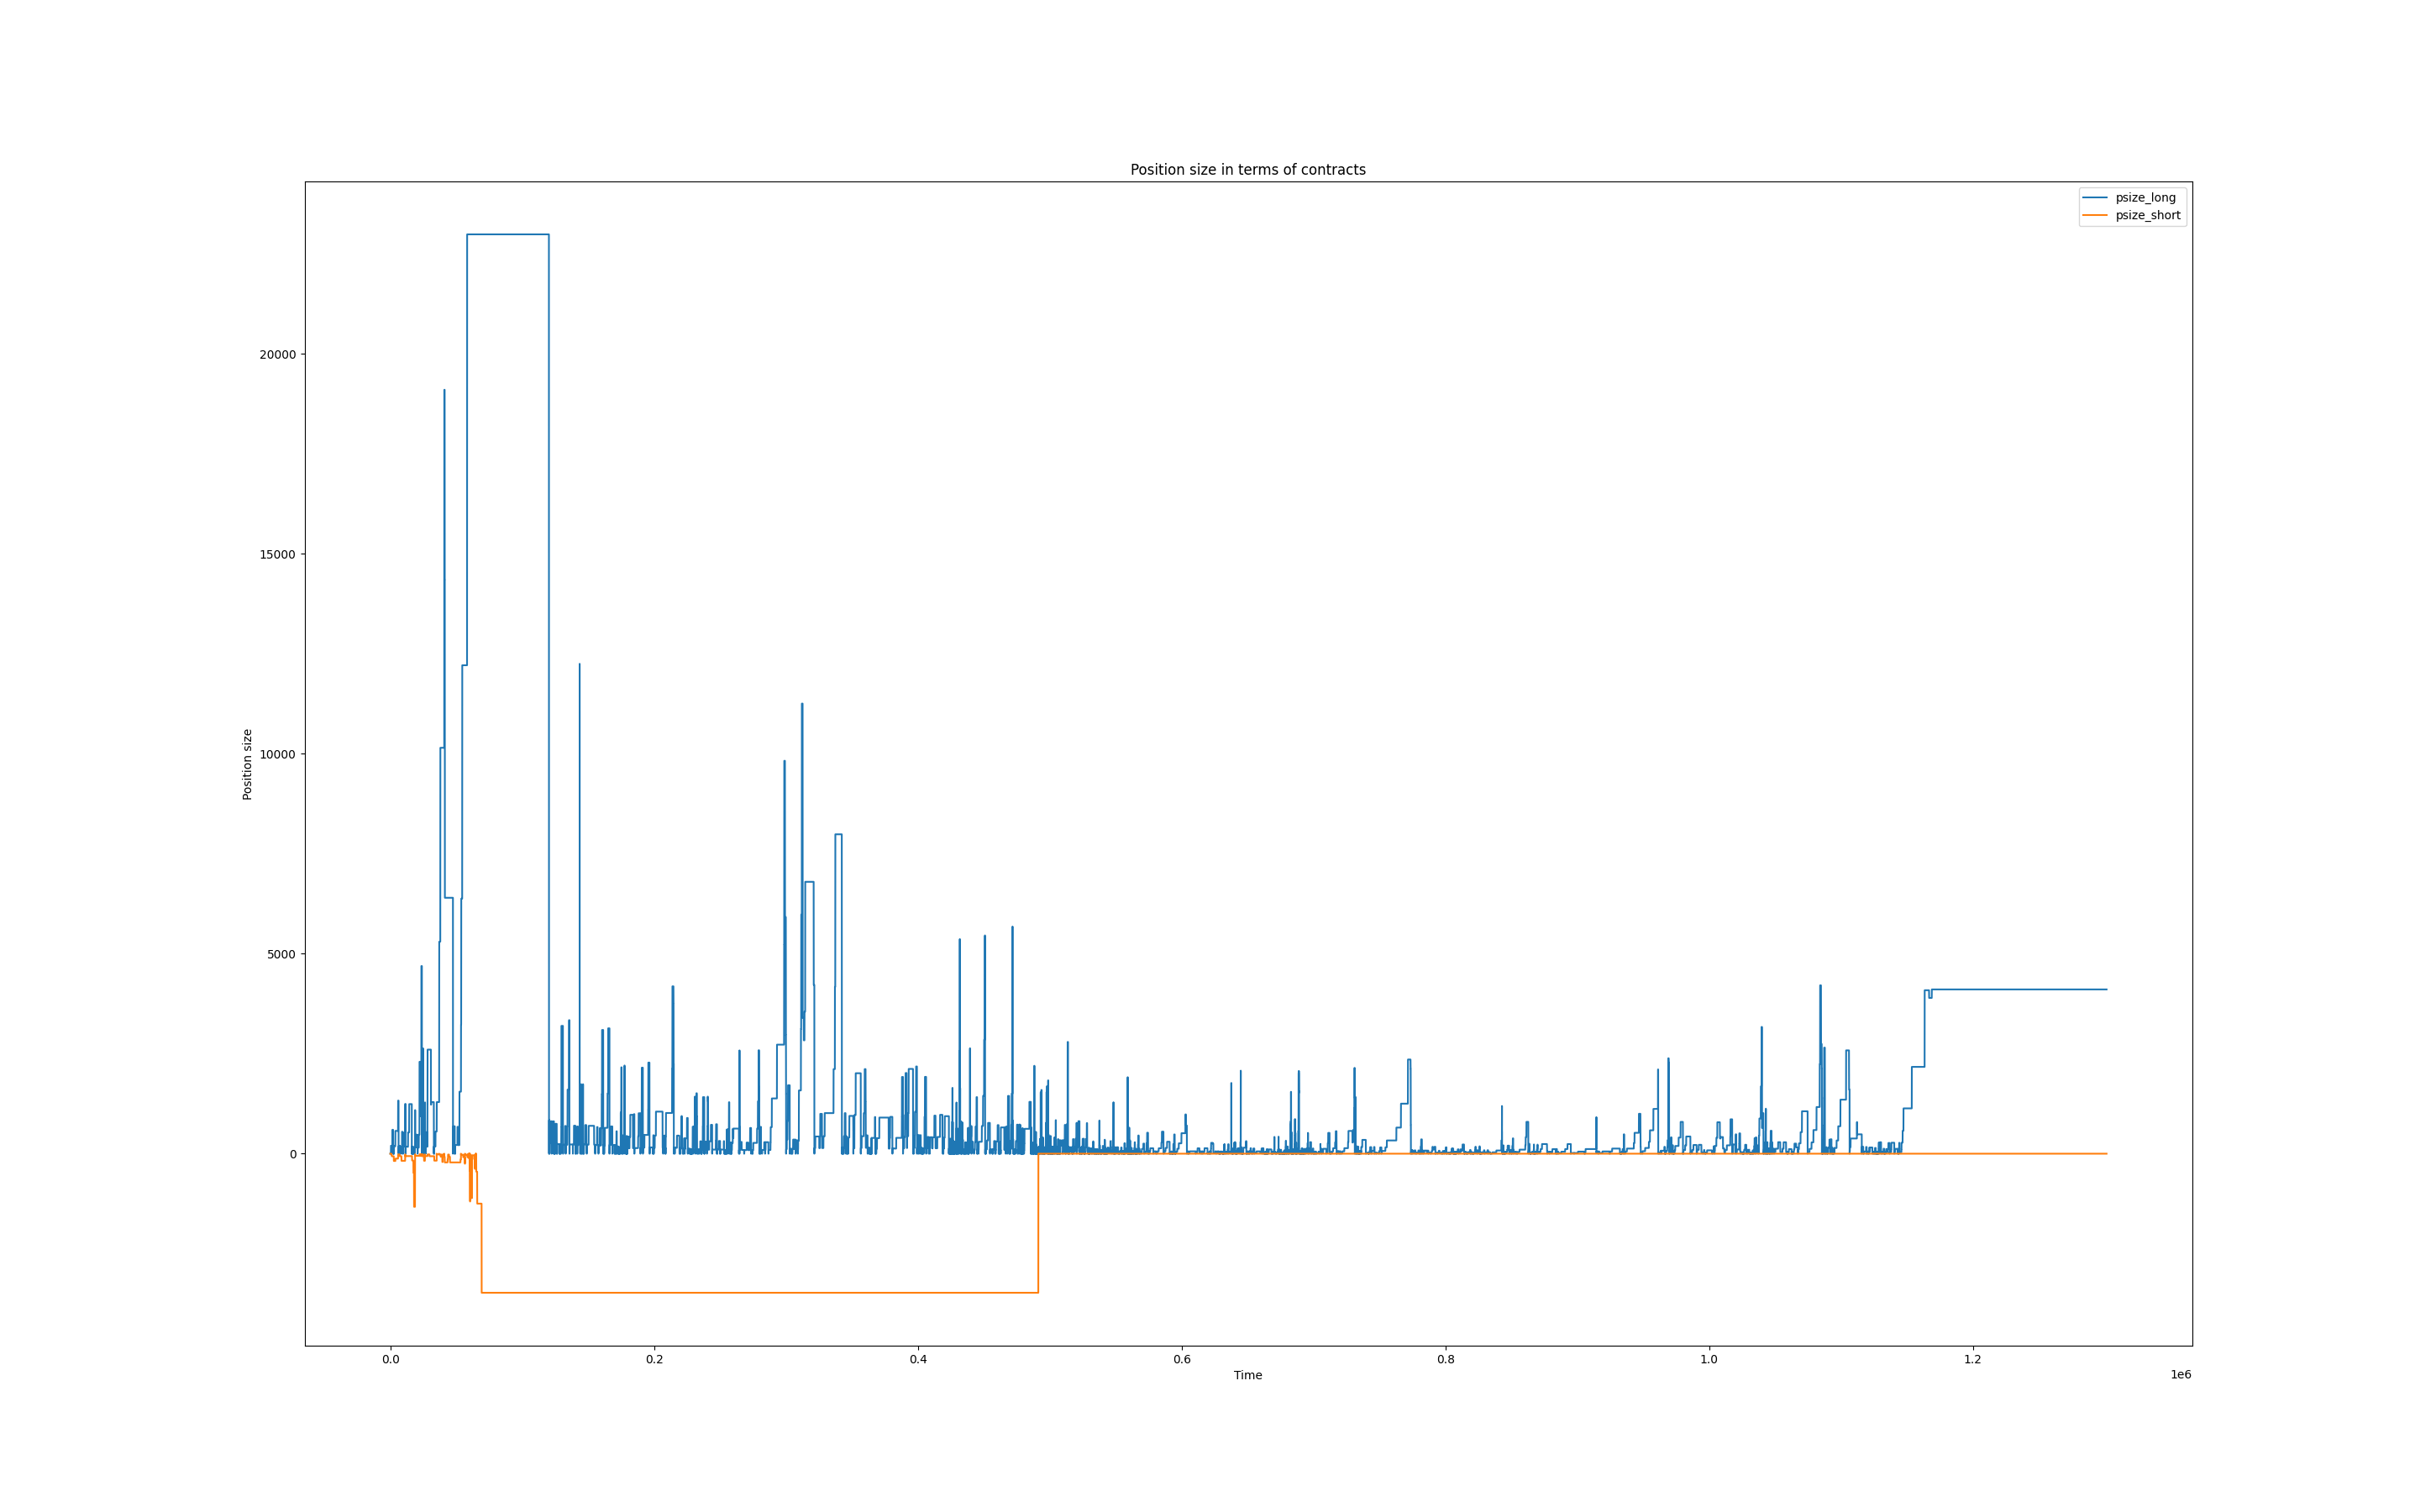 Position size in terms of contracts
psize_long
psize_short
Position size
20000
15000
10000
5000
0
0.0 0.2 0.4 0.6 0.8 1.0 1.2
Time
1e6